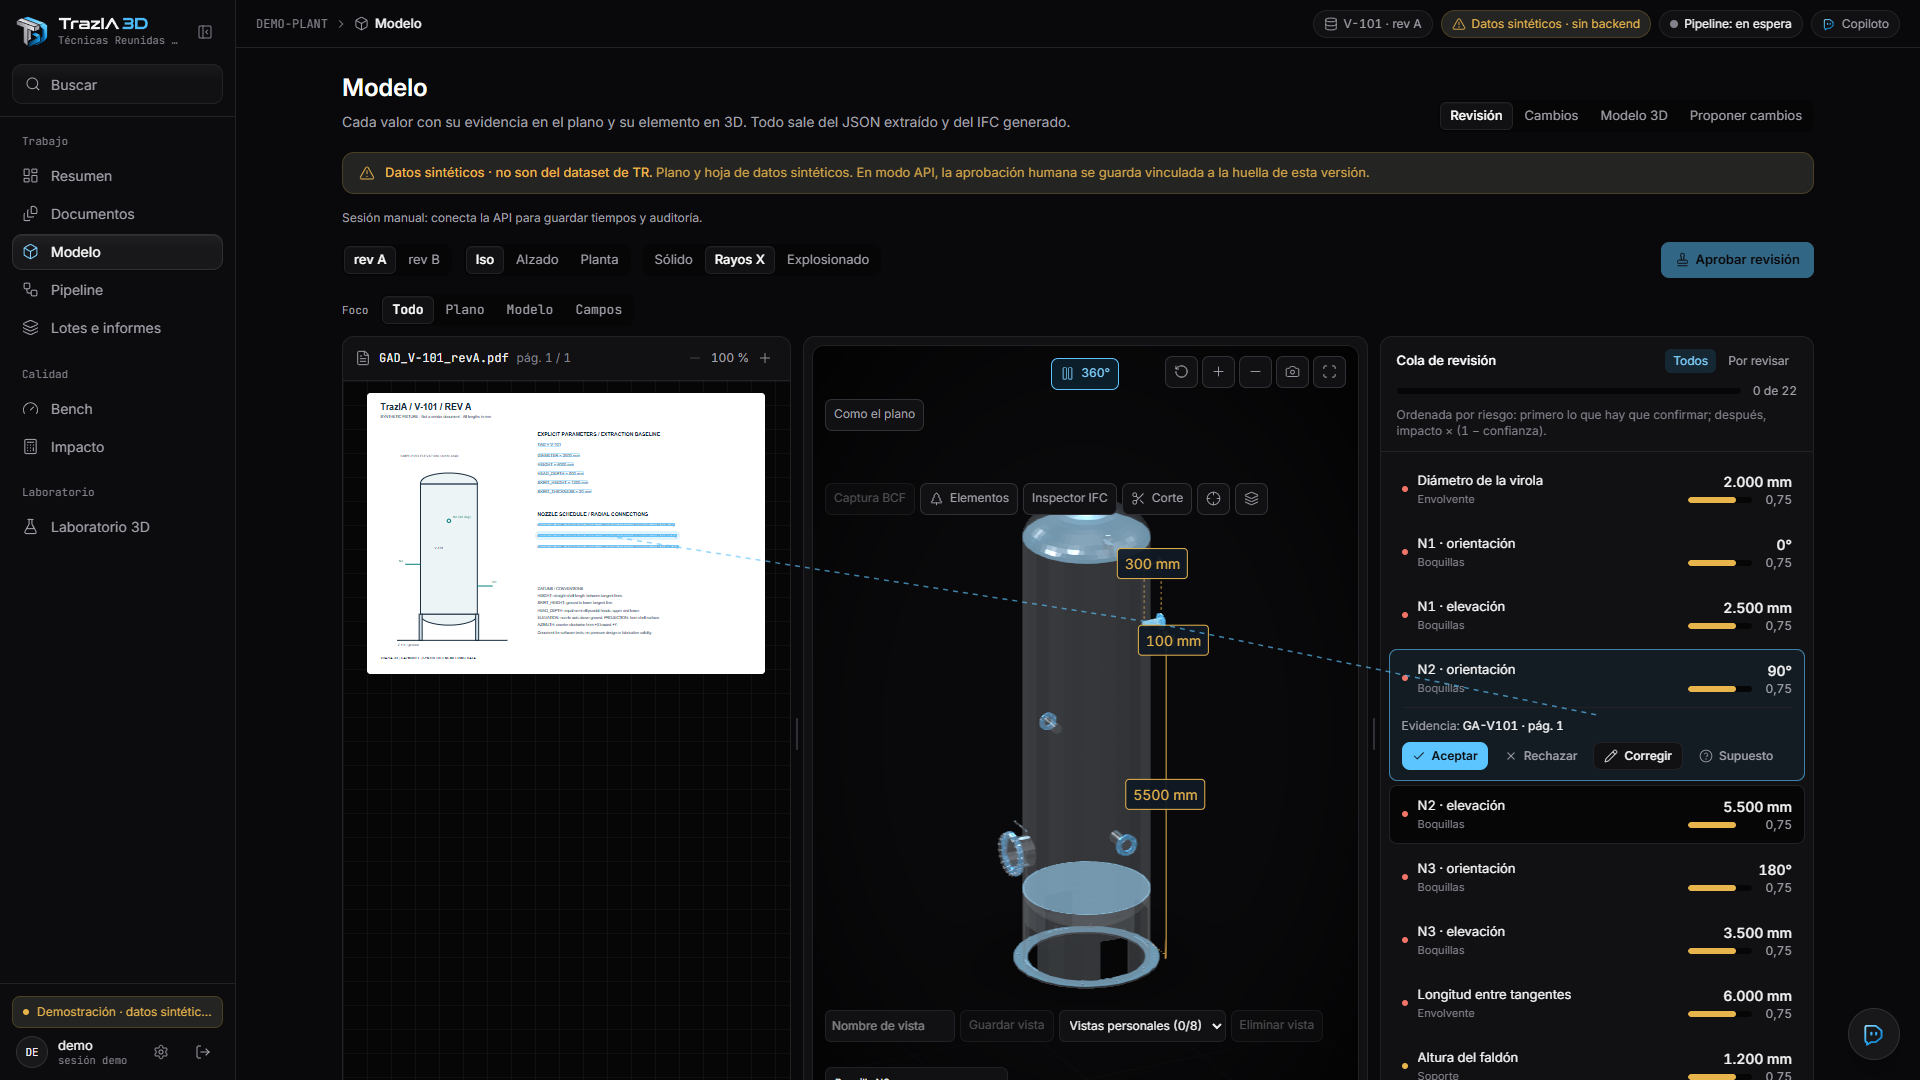 TrazIA 3D
Técnicas Reunidas …
Buscar
Trabajo
Resumen
Documentos
Modelo
Pipeline
Lotes e informes
Calidad
Bench
Impacto
Laboratorio
Laboratorio 3D
Demostración · datos sintétic...
DE
demo
sesión demo
DEMO-PLANT
Modelo
V-101 · rev A
Datos sintéticos · sin backend
Pipeline: en espera
Copiloto
Modelo
Cada valor con su evidencia en el plano y su elemento en 3D. Todo sale del JSON extraído y del IFC generado.
Revisión
Cambios
Modelo 3D
Proponer cambios
Datos sintéticos · no son del dataset de TR. Plano y hoja de datos sintéticos. En modo API, la aprobación humana se guarda vinculada a la huella de esta versión.
Sesión manual: conecta la API para guardar tiempos y auditoría.
rev A
rev B
Iso
Alzado
Planta
Sólido
Rayos X
Explosionado
Aprobar revisión
Foco
Todo
Plano
Modelo
Campos
GAD_V-101_revA.pdf pág. 1 / 1
100 %
TrazIA / V-101 / REV A
EXPLICIT PARAMETERS / EXTRACTION BASELINE
NOZZLE SCHEDULE / RADIAL CONNECTIONS
DATUMS / CONVENTIONS
360°
Como el plano
Captura BCF
Elementos
Inspector IFC
Corte
300 mm
100 mm
5500 mm
Nombre de vista
Guardar vista
Vistas personales (0/8)
Eliminar vista
Cola de revisión
Todos
Por revisar
0 de 22
Ordenada por riesgo: primero lo que hay que confirmar; después,
impacto × (1 − confianza).
Diámetro de la virola 2.000 mm
Envolvente 0,75
N1 · orientación 0°
Boquillas 0,75
N1 · elevación 2.500 mm
Boquillas 0,75
N2 · orientación 90°
Boquillas 0,75
Evidencia: GA-V101 · pág. 1
Aceptar
Rechazar
Corregir
Supuesto
N2 · elevación 5.500 mm
Boquillas 0,75
N3 · orientación 180°
Boquillas 0,75
N3 · elevación 3.500 mm
Boquillas 0,75
Longitud entre tangentes 6.000 mm
Envolvente 0,75
Altura del faldón 1.200 mm
Soporte 0,75